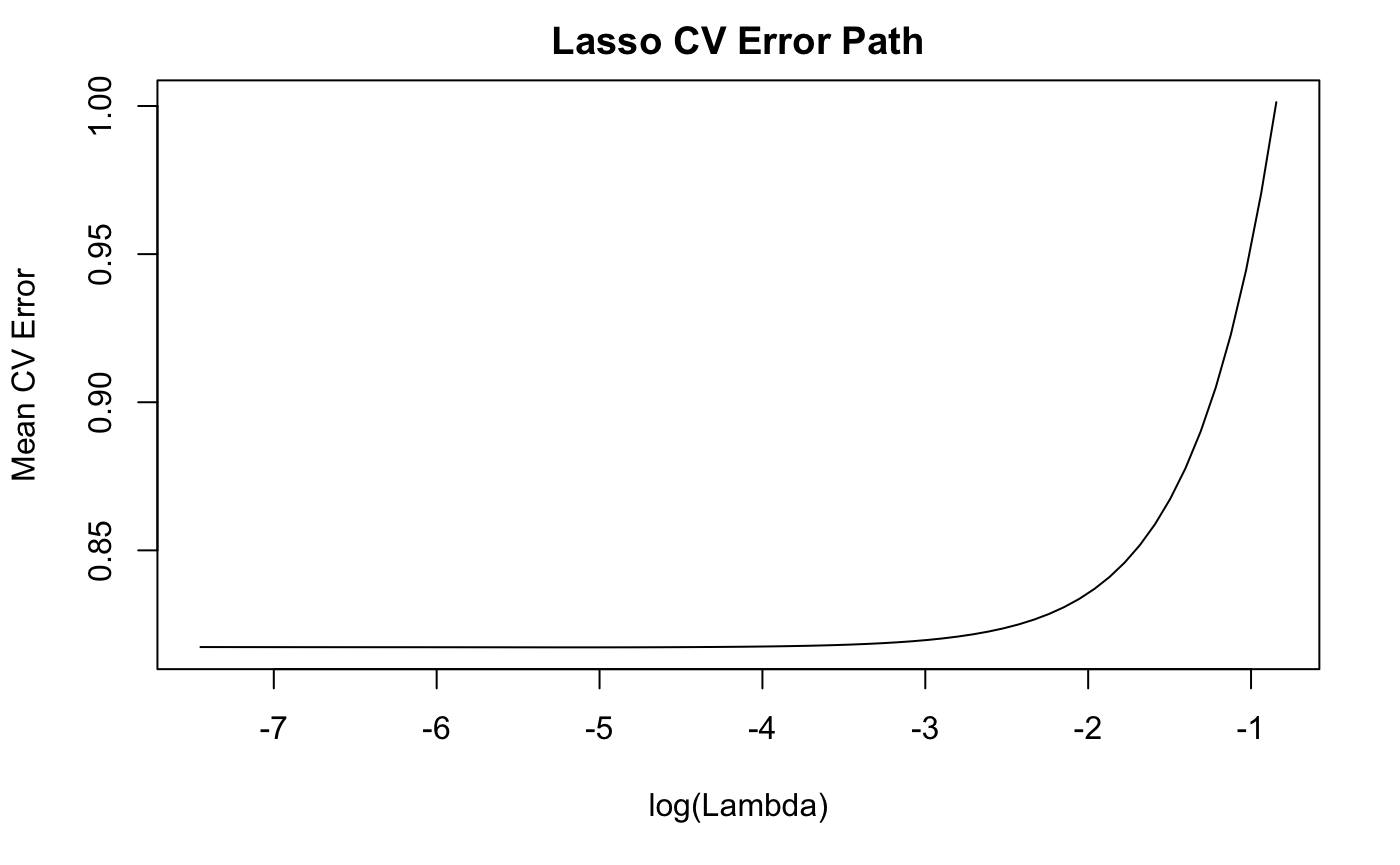 Lasso CV Error Path
Mean CV Error
1.00
0.95
0.90
0.85
-7 -6 -5 -4 -3 -2 -1
log(Lambda)